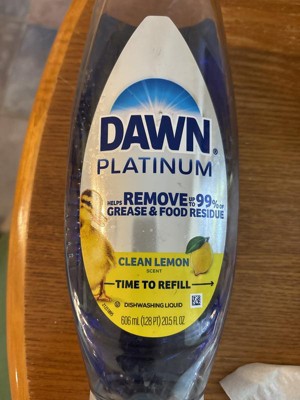 DAWN®
PLATINUM
HELPS REMOVE UP TO 99% OF
GREASE & FOOD RESIDUE
CLEAN LEMON
SCENT
TIME TO REFILL
DISHWASHING LIQUID
606 mL (1.28 PT) 20.5 FL OZ